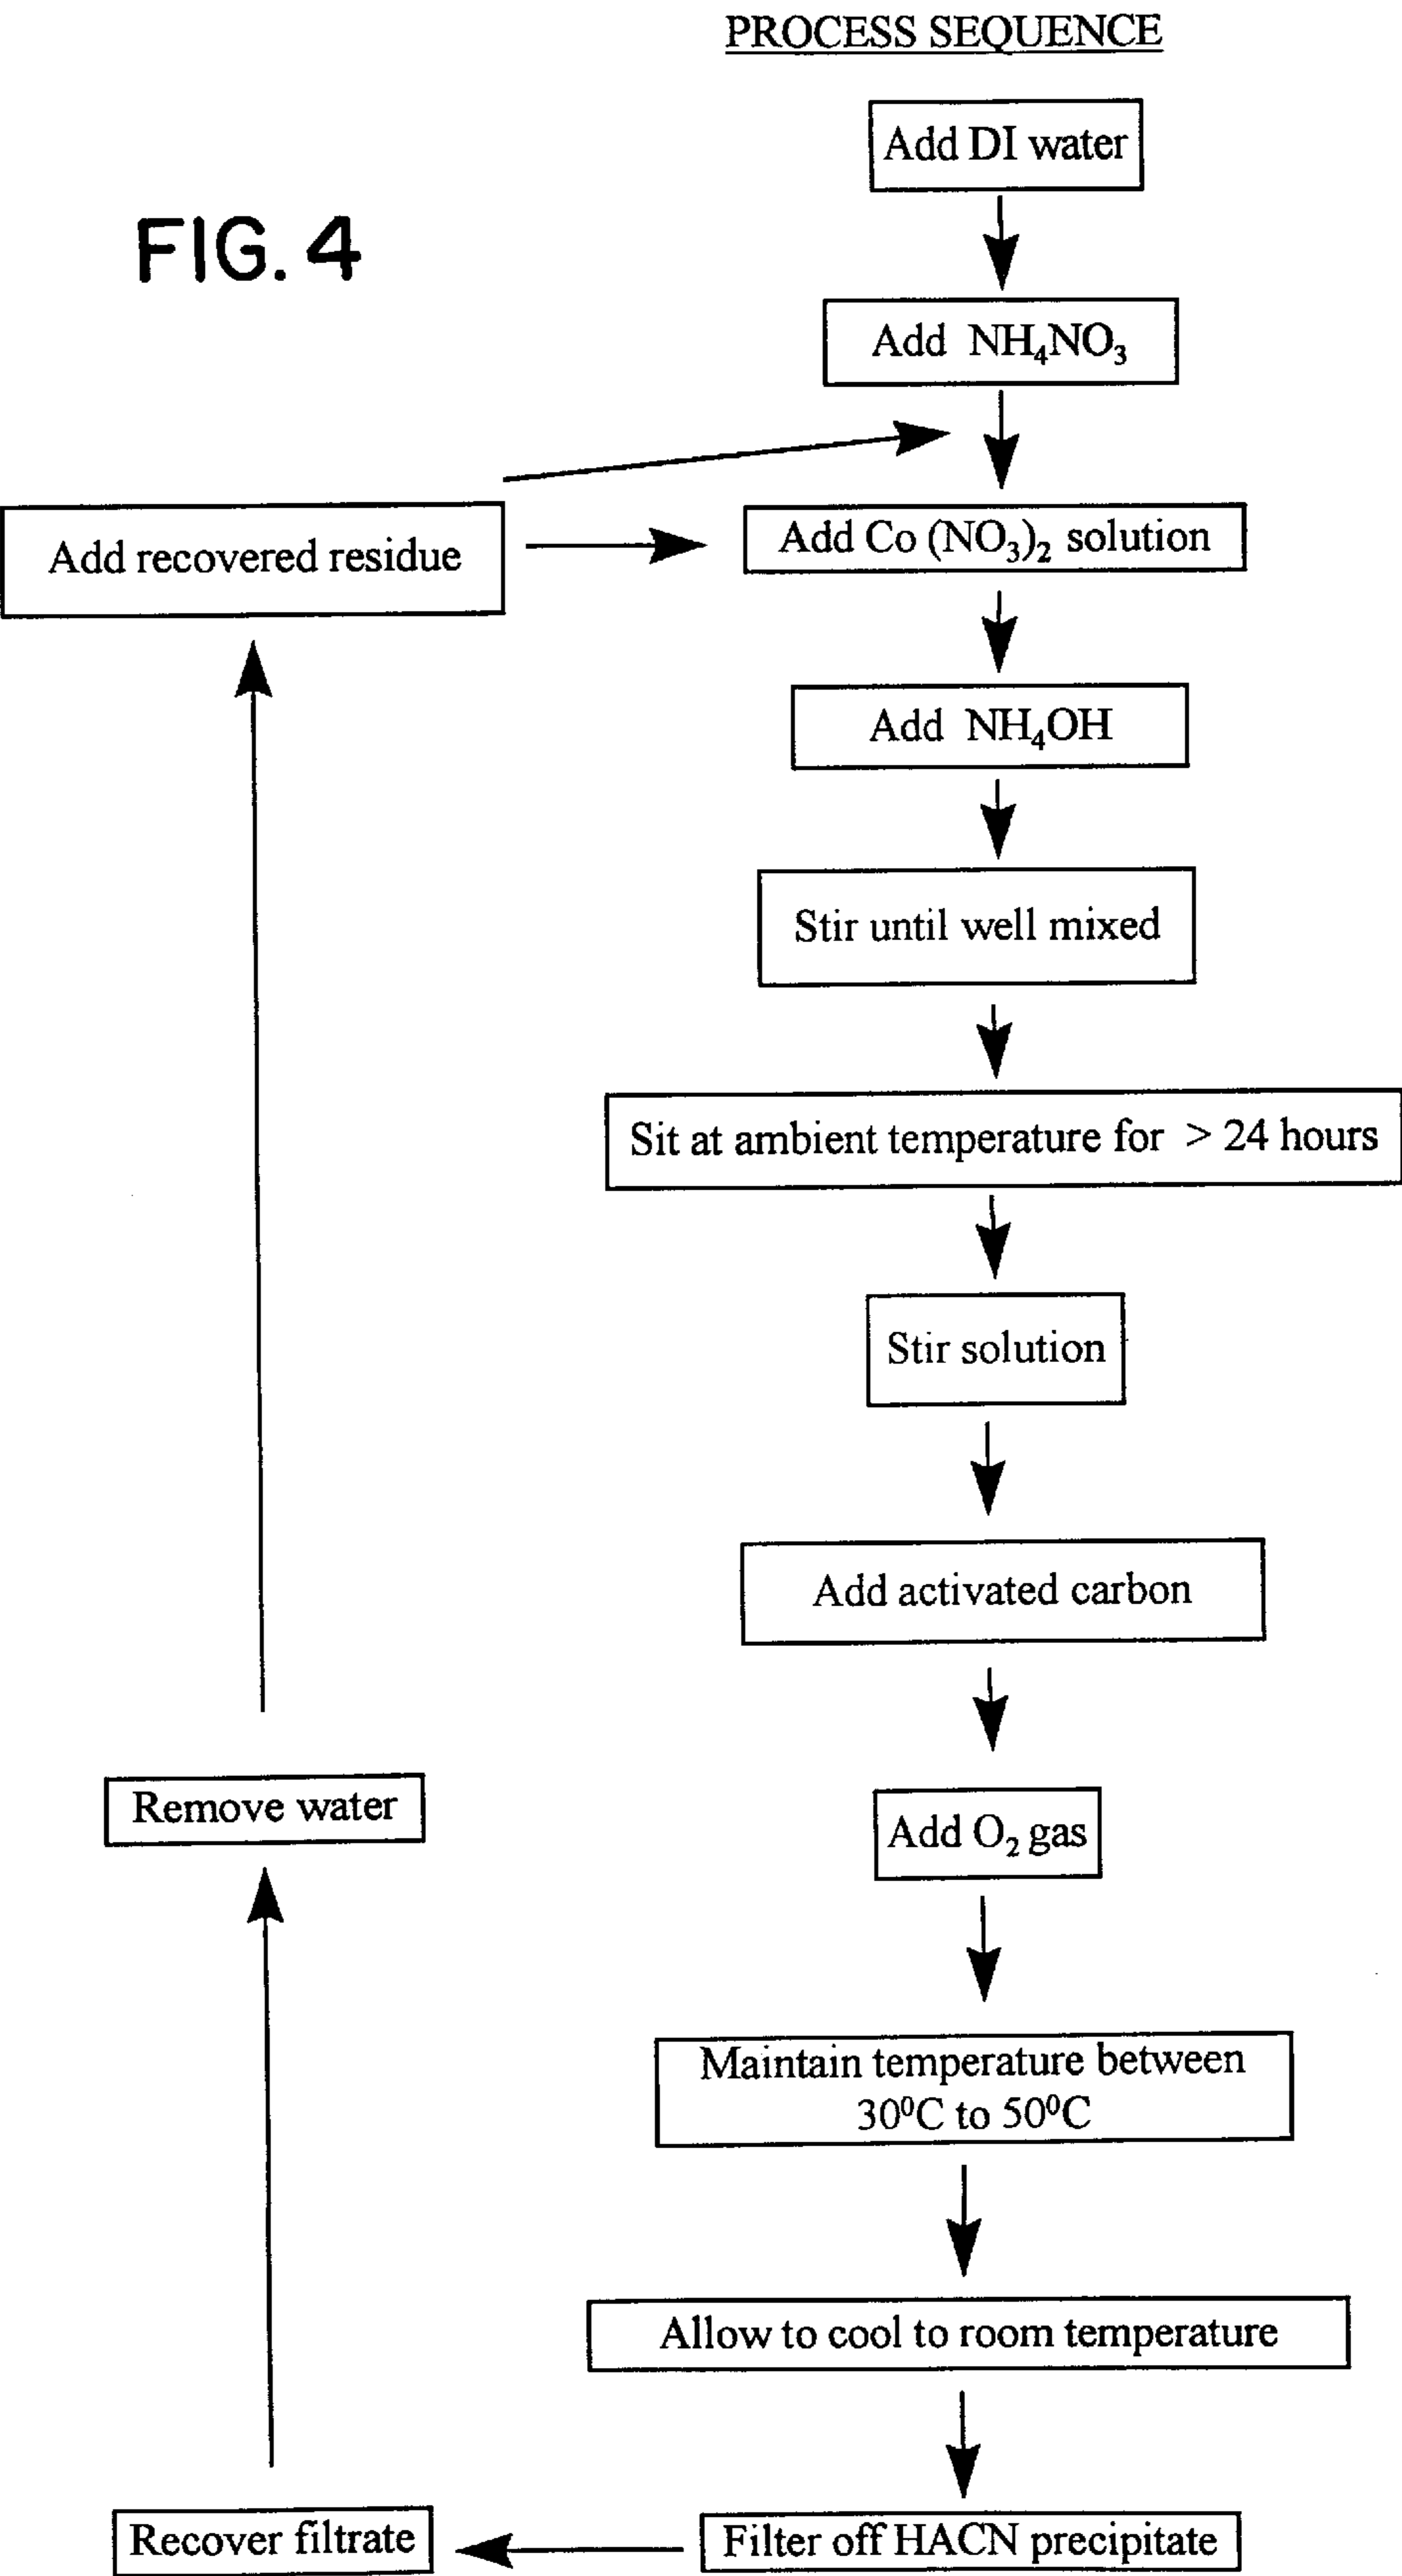 PROCESS SEQUENCE
FIG. 4
Add DI water
Add NH₄NO₃
Add recovered residue
Add Co (NO₃)₂ solution
Add NH₄OH
Stir until well mixed
Sit at ambient temperature for > 24 hours
Stir solution
Add activated carbon
Add O₂ gas
Maintain temperature between
30⁰C to 50⁰C
Allow to cool to room temperature
Filter off HACN precipitate
Recover filtrate
Remove water